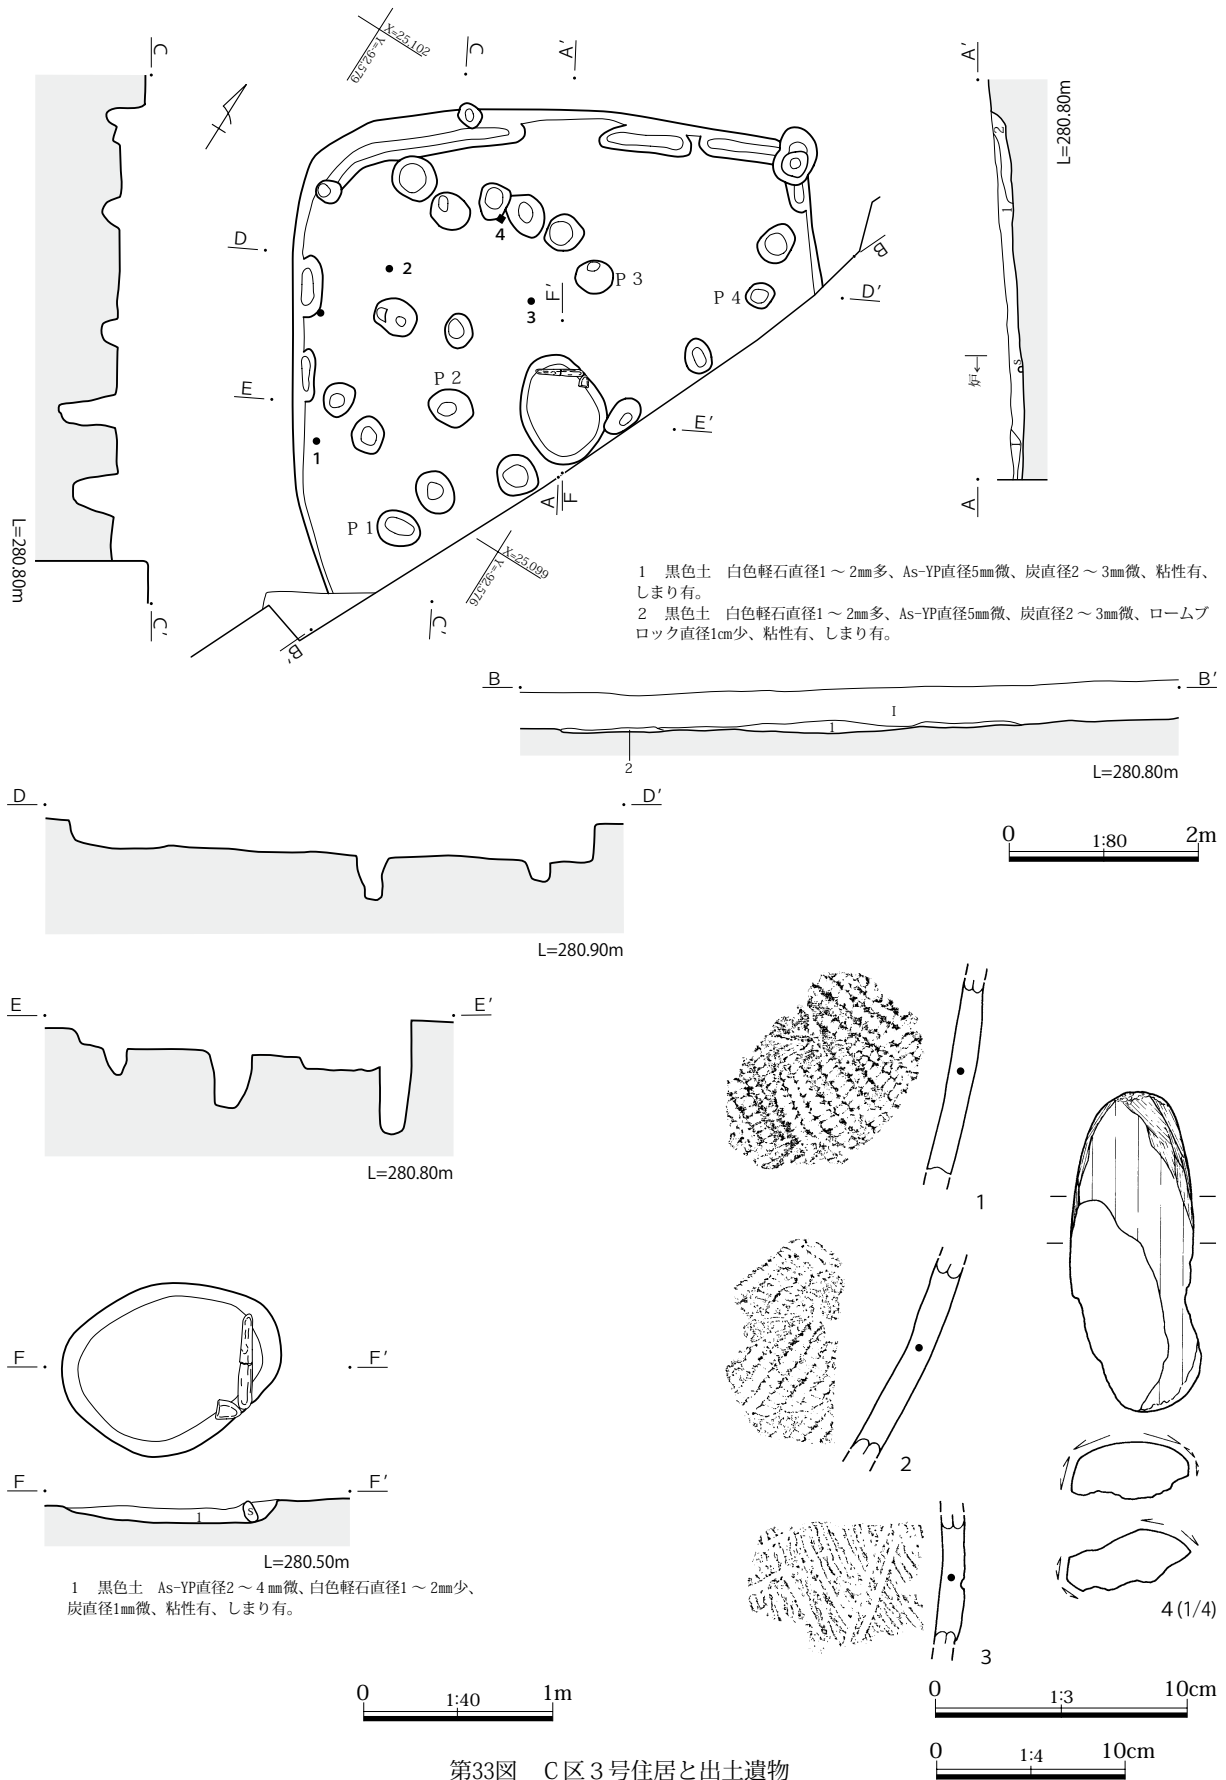 C
C
A′
A′
X=25,102
Y=-92,579
L=280.80m
2
1
S
炉
1
A
D
2
4
P 3
F′
3
P 4
B
D′
E
P 2
E′
1
P 1
A
F
X=25,099
Y=-92,576
L=280.80m
C′
C′
B′
1 黒色土 白色軽石直径1～2㎜多、As-YP直径5㎜微、炭直径2～3㎜微、粘性有、
しまり有。
2 黒色土 白色軽石直径1～2㎜多、As-YP直径5㎜微、炭直径2～3㎜微、ロームブ
ロック直径1㎝少、粘性有、しまり有。
B
B′
I
1
2
L=280.80m
D
D′
L=280.90m
0 1:80 2m
E
E′
L=280.80m
F
F′
F
F′
1
S
L=280.50m
1 黒色土 As-YP直径2～4㎜微、白色軽石直径1～2㎜少、
炭直径1㎜微、粘性有、しまり有。
1
2
3
4 (1/4)
0 1:40 1m
0 1:3 10cm
0 1:4 10cm
第33図 C区3号住居と出土遺物